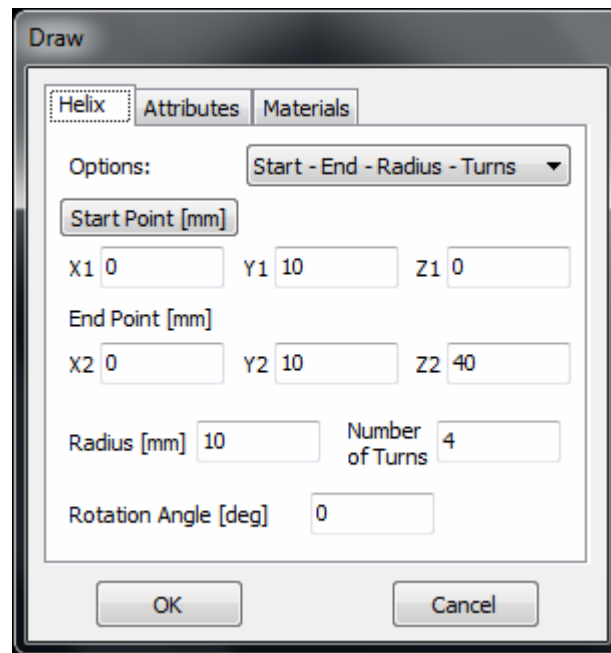 Draw
Helix Attributes Materials
Options: Start - End - Radius - Turns
Start Point [mm]
X1 0 Y1 10 Z1 0
End Point [mm]
X2 0 Y2 10 Z2 40
Radius [mm] 10 Number of Turns 4
Rotation Angle [deg] 0
OK Cancel